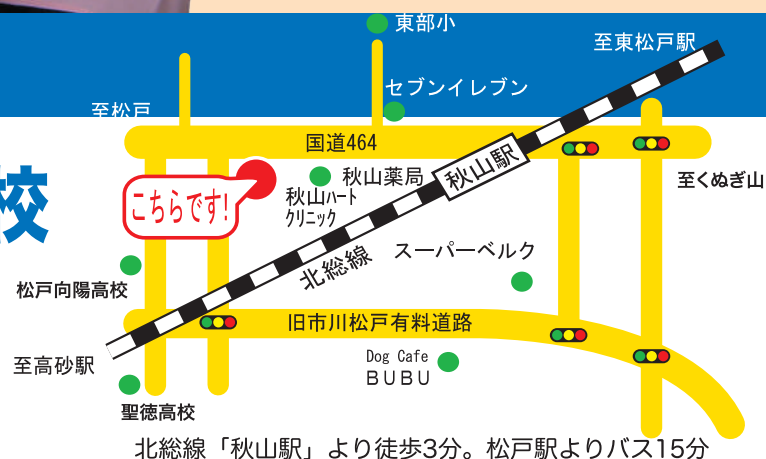 東部小
至東松戸駅
セブンイレブン
至松戸
国道464
校
秋山薬局
秋山駅
至くぬぎ山
こちらです!
秋山ハート
クリニック
北総線
スーパーベルク
松戸向陽高校
旧市川松戸有料道路
至高砂駅
Dog Cafe
BUBU
聖徳高校
北総線「秋山駅」より徒歩3分。松戸駅よりバス15分